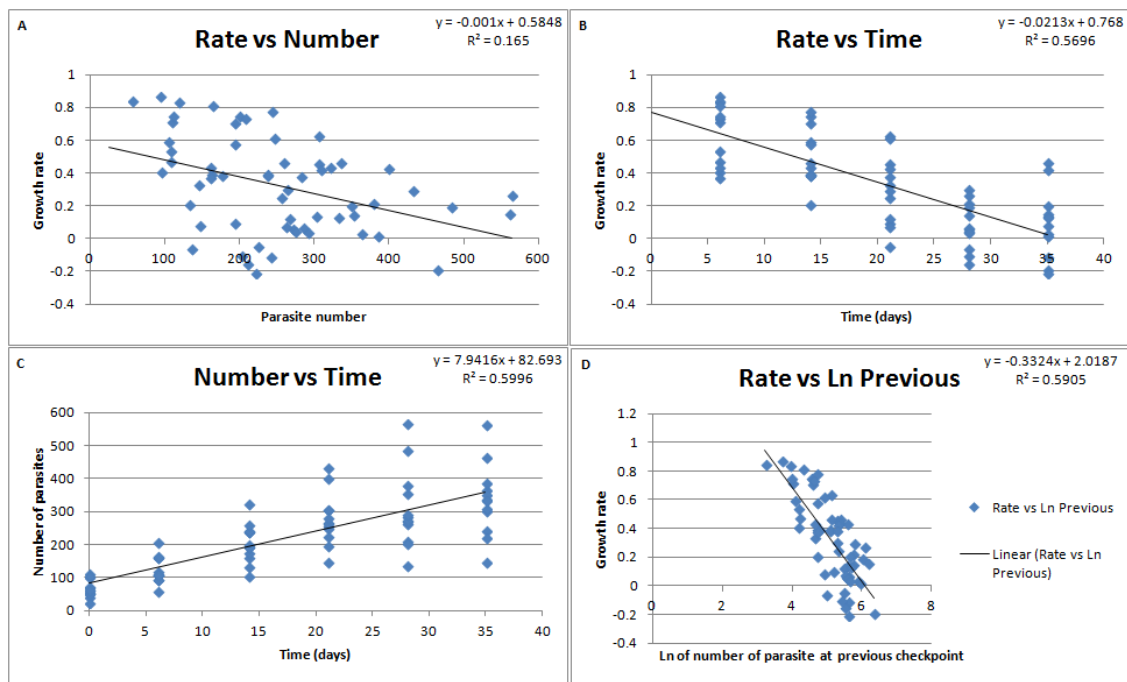 A
Rate vs Number
y = -0.001x + 0.5848
R² = 0.165
1
0.8
0.6
0.4
0.2
0
-0.2
-0.4
0
100
200
300
400
500
600
Growth rate
Parasite number
B
Rate vs Time
y = -0.0213x + 0.768
R² = 0.5696
1
0.8
0.6
0.4
0.2
0
-0.2
-0.4
0
5
10
15
20
25
30
35
40
Growth rate
Time (days)
C
Number vs Time
y = 7.9416x + 82.693
R² = 0.5996
600
500
400
300
200
100
0
0
5
10
15
20
25
30
35
40
Number of parasites
Time (days)
D
Rate vs Ln Previous
y = -0.3324x + 2.0187
R² = 0.5905
1.2
1
0.8
0.6
0.4
0.2
0
-0.2
-0.4
0
2
4
6
8
Growth rate
Ln of number of parasite at previous checkpoint
Rate vs Ln Previous
Linear (Rate vs Ln
Previous)